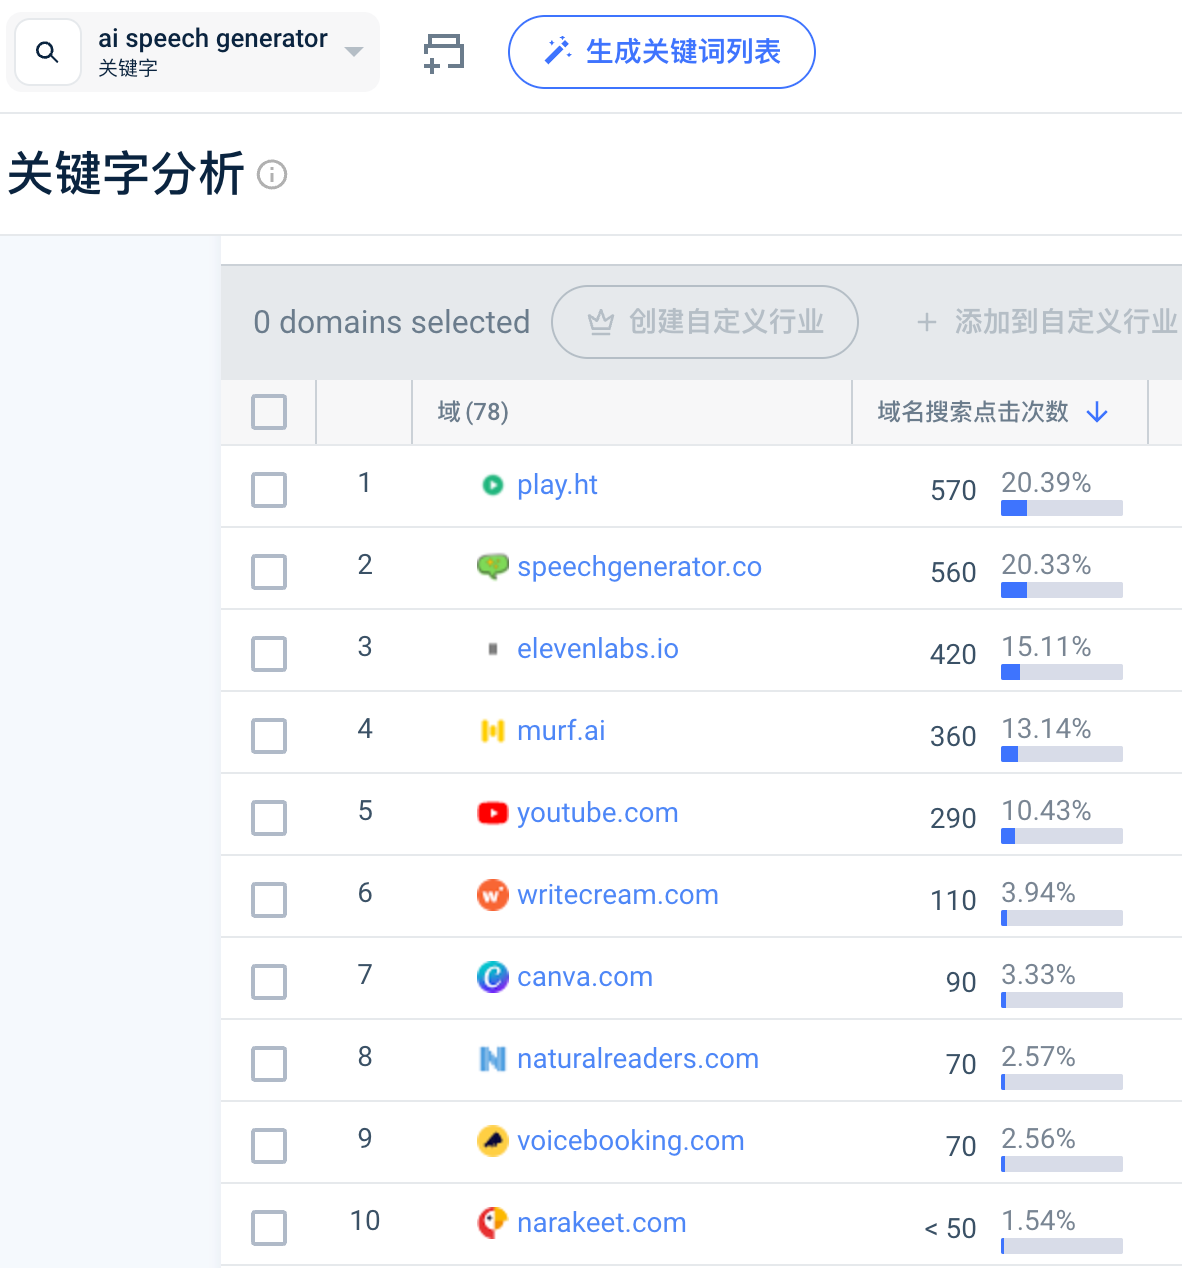 ai speech generator
关键字
生成关键词列表
关键字分析
0 domains selected
创建自定义行业
+ 添加到自定义行业
域 (78)
域名搜索点击次数
1 play.ht 570 20.39%
2 speechgenerator.co 560 20.33%
3 elevenlabs.io 420 15.11%
4 murf.ai 360 13.14%
5 youtube.com 290 10.43%
6 writecream.com 110 3.94%
7 canva.com 90 3.33%
8 naturalreaders.com 70 2.57%
9 voicebooking.com 70 2.56%
10 narakeet.com < 50 1.54%